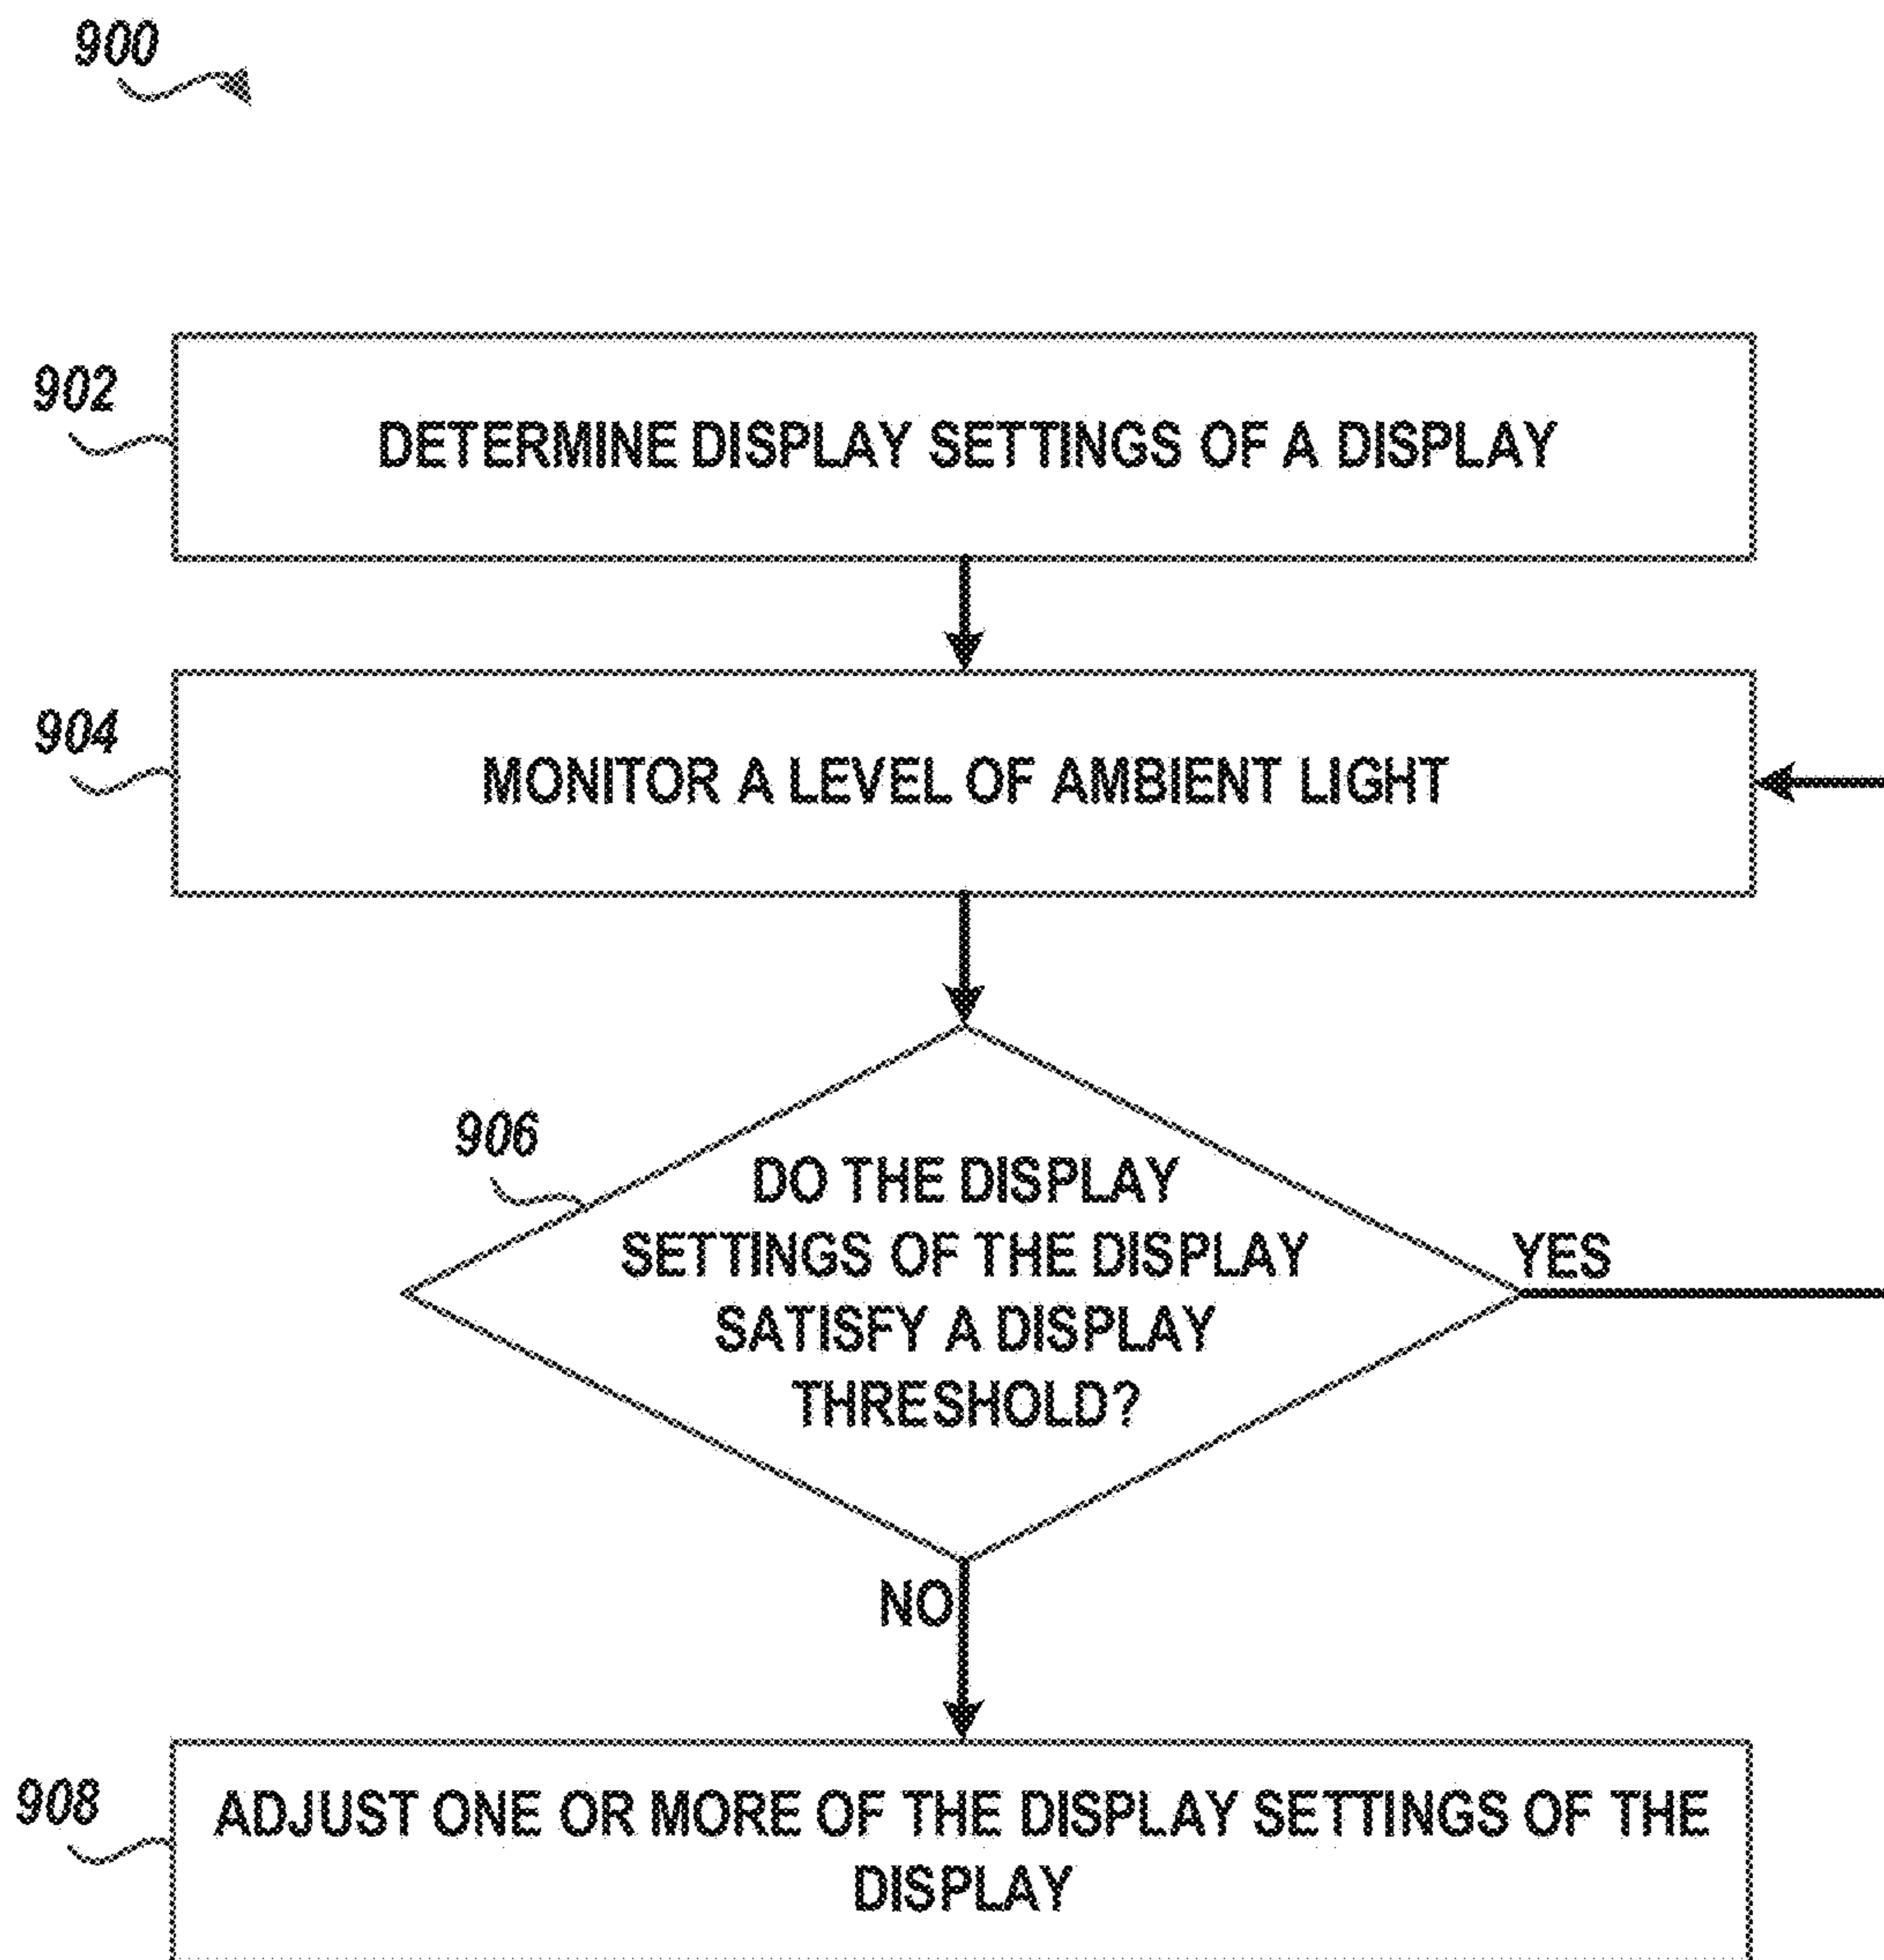 900
902
DETERMINE DISPLAY SETTINGS OF A DISPLAY
904
MONITOR A LEVEL OF AMBIENT LIGHT
906
DO THE DISPLAY
SETTINGS OF THE DISPLAY
SATISFY A DISPLAY
THRESHOLD?
YES
NO
908
ADJUST ONE OR MORE OF THE DISPLAY SETTINGS OF THE
DISPLAY